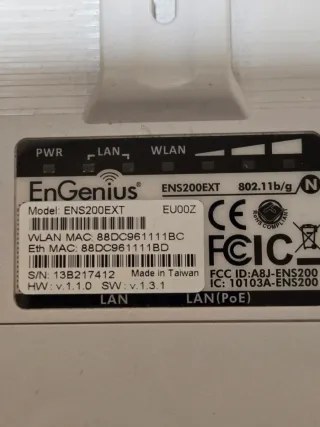 PWR LAN WLAN
EnGenius® ENS200EXT 802.11b/g N
Model: ENS200EXT EU00Z
WLAN MAC: 88DC961111BC
Eth MAC: 88DC961111BD
S/N: 13B217412 Made in Taiwan
HW : v.1.1.0 SW : v.1.3.1
CE
FCC ID:A8J-ENS200
IC: 10103A-ENS200
LAN LAN(PoE)